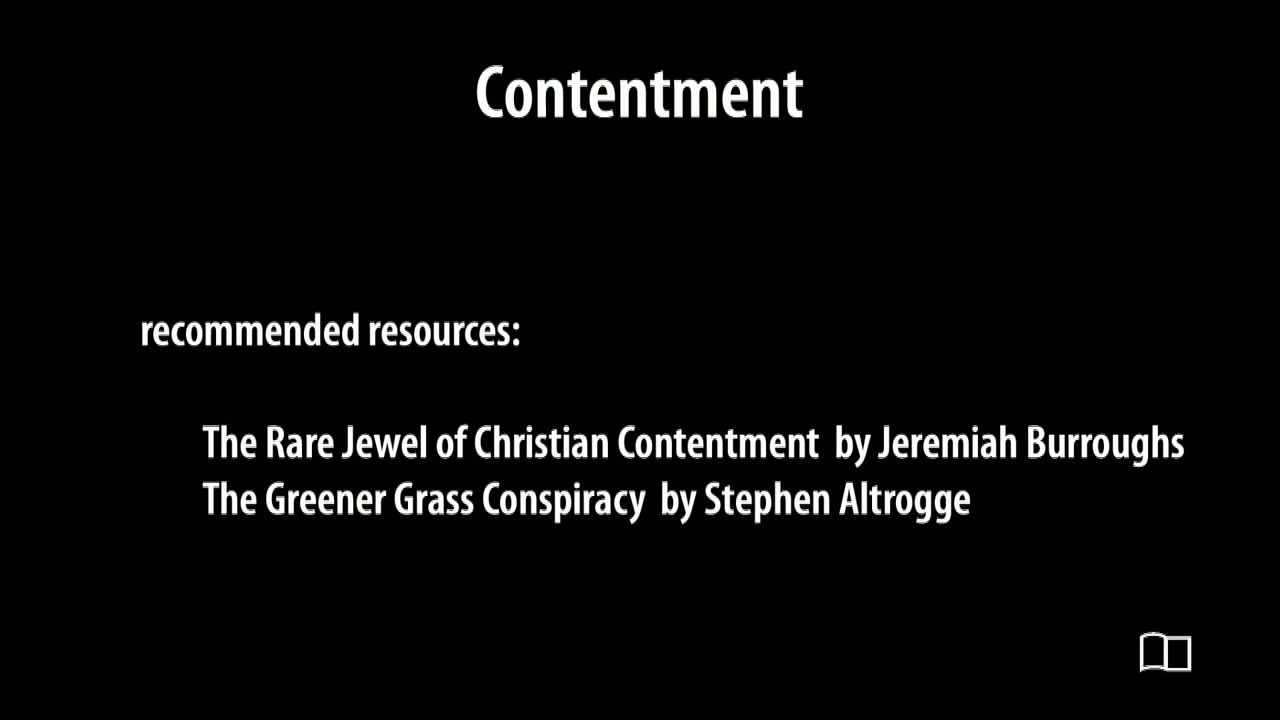 Contentment
recommended resources:
The Rare Jewel of Christian Contentment by Jeremiah Burroughs
The Greener Grass Conspiracy by Stephen Altrogge